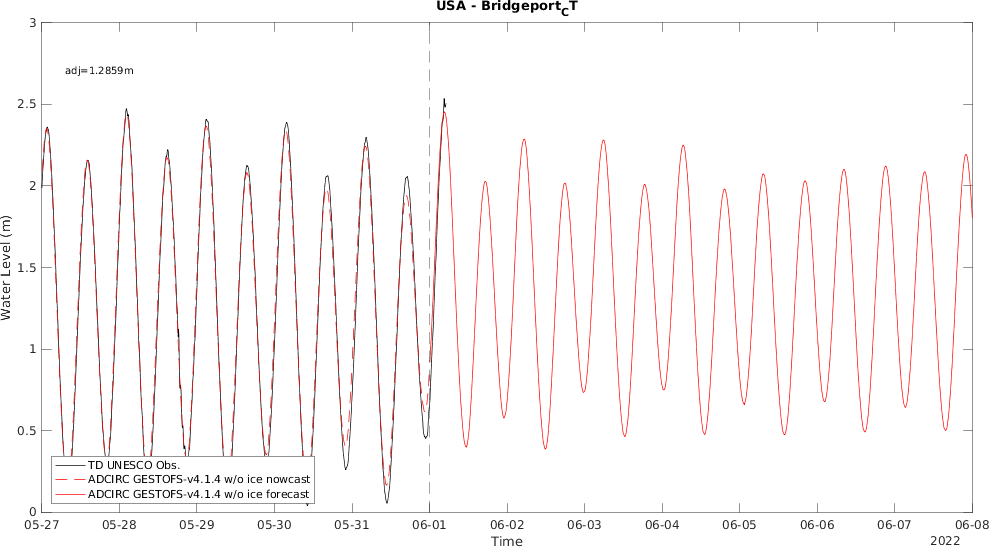 USA - Bridgeport_CT
3
adj=1.2859m
2.5
2
1.5
1
0.5
0
Water Level (m)
TD UNESCO Obs.
ADCIRC GESTOFS-v4.1.4 w/o ice nowcast
ADCIRC GESTOFS-v4.1.4 w/o ice forecast
05-27 05-28 05-29 05-30 05-31 06-01 06-02 06-03 06-04 06-05 06-06 06-07 06-08
Time
2022